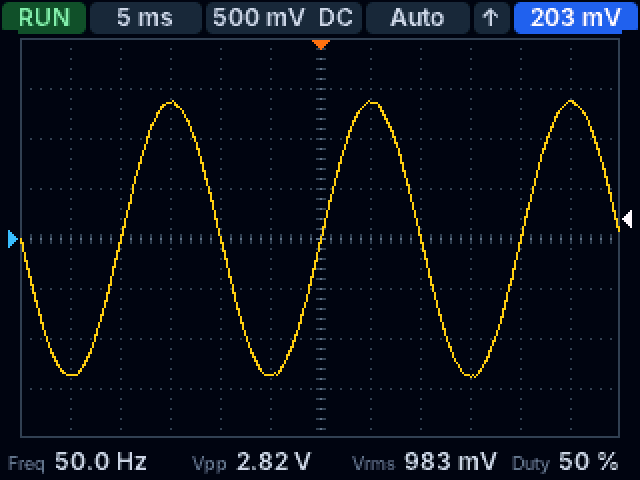 RUN 5 ms 500 mV DC Auto ↑ 203 mV
Freq 50.0 Hz Vpp 2.82 V Vrms 983 mV Duty 50 %